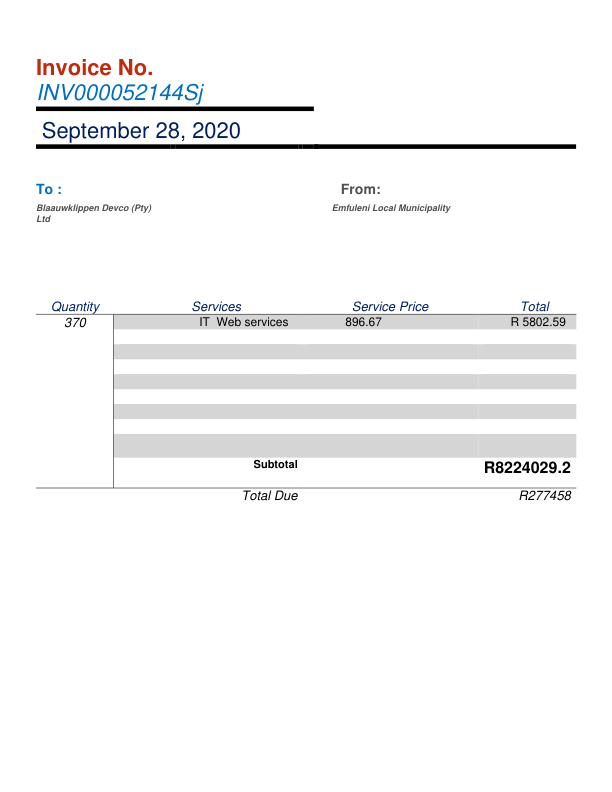 Invoice No.
INV000052144Sj
September 28, 2020
To : From:
Blaauwklippen Devco (Pty) Emfuleni Local Municipality
Ltd
Quantity Services Service Price Total
370 IT Web services 896.67 R 5802.59
Subtotal R8224029.2
Total Due R277458